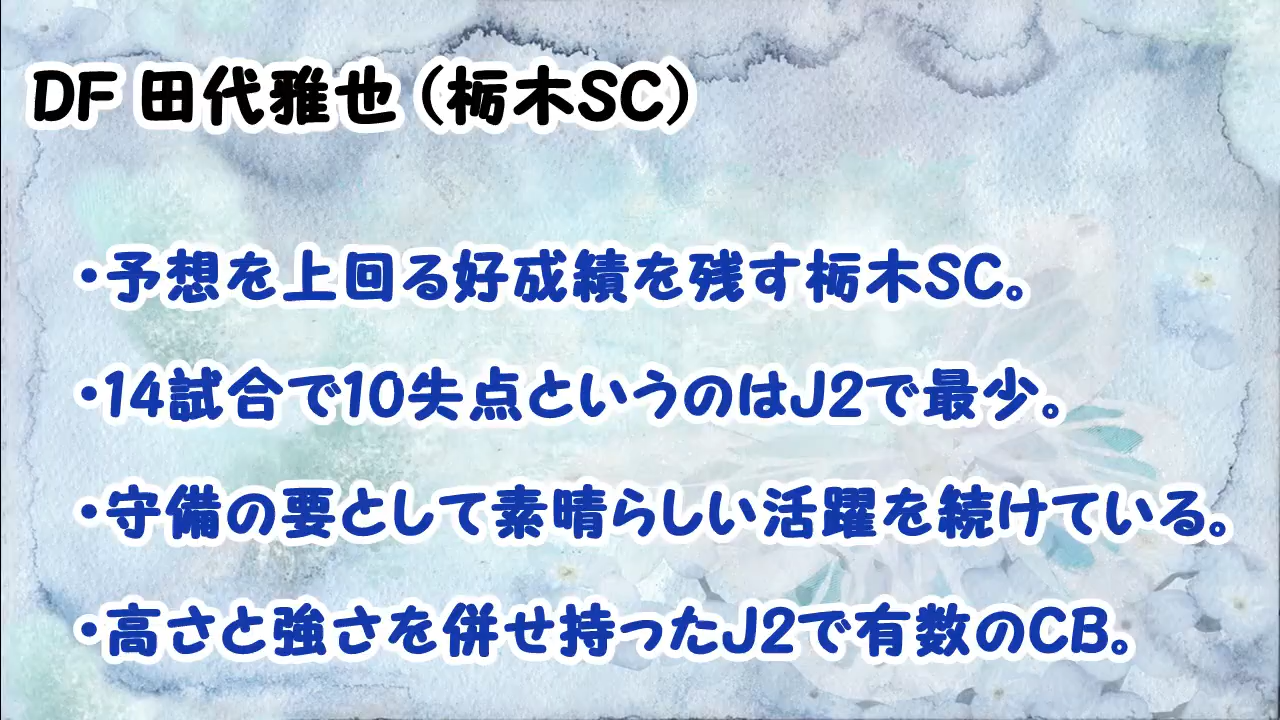 DF 田代雅也（栃木SC）
・予想を上回る好成績を残す栃木SC。
・14試合で10失点というのはJ2で最少。
・守備の要として素晴らしい活躍を続けている。
・高さと強さを併せ持ったJ2で有数のCB。